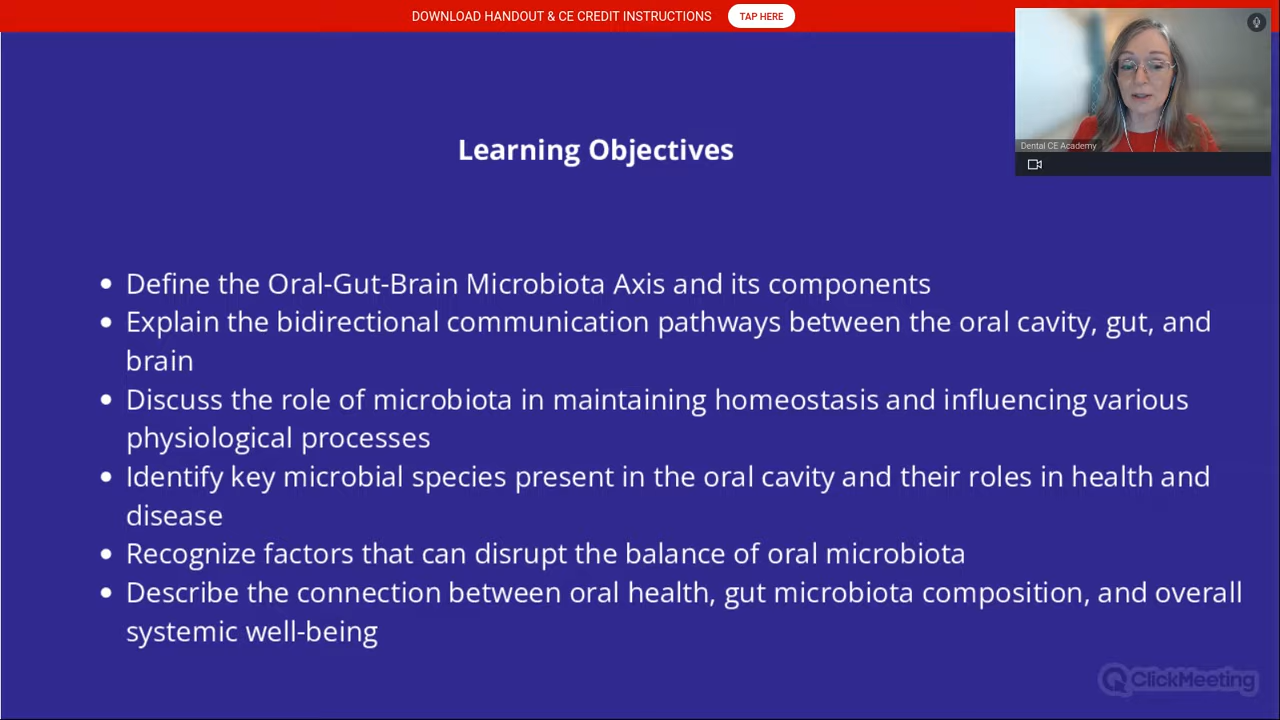 DOWNLOAD HANDOUT & CE CREDIT INSTRUCTIONS TAP HERE
Dental CE Academy
Learning Objectives
• Define the Oral-Gut-Brain Microbiota Axis and its components
• Explain the bidirectional communication pathways between the oral cavity, gut, and
brain
• Discuss the role of microbiota in maintaining homeostasis and influencing various
physiological processes
• Identify key microbial species present in the oral cavity and their roles in health and
disease
• Recognize factors that can disrupt the balance of oral microbiota
• Describe the connection between oral health, gut microbiota composition, and overall
systemic well-being
ClickMeeting